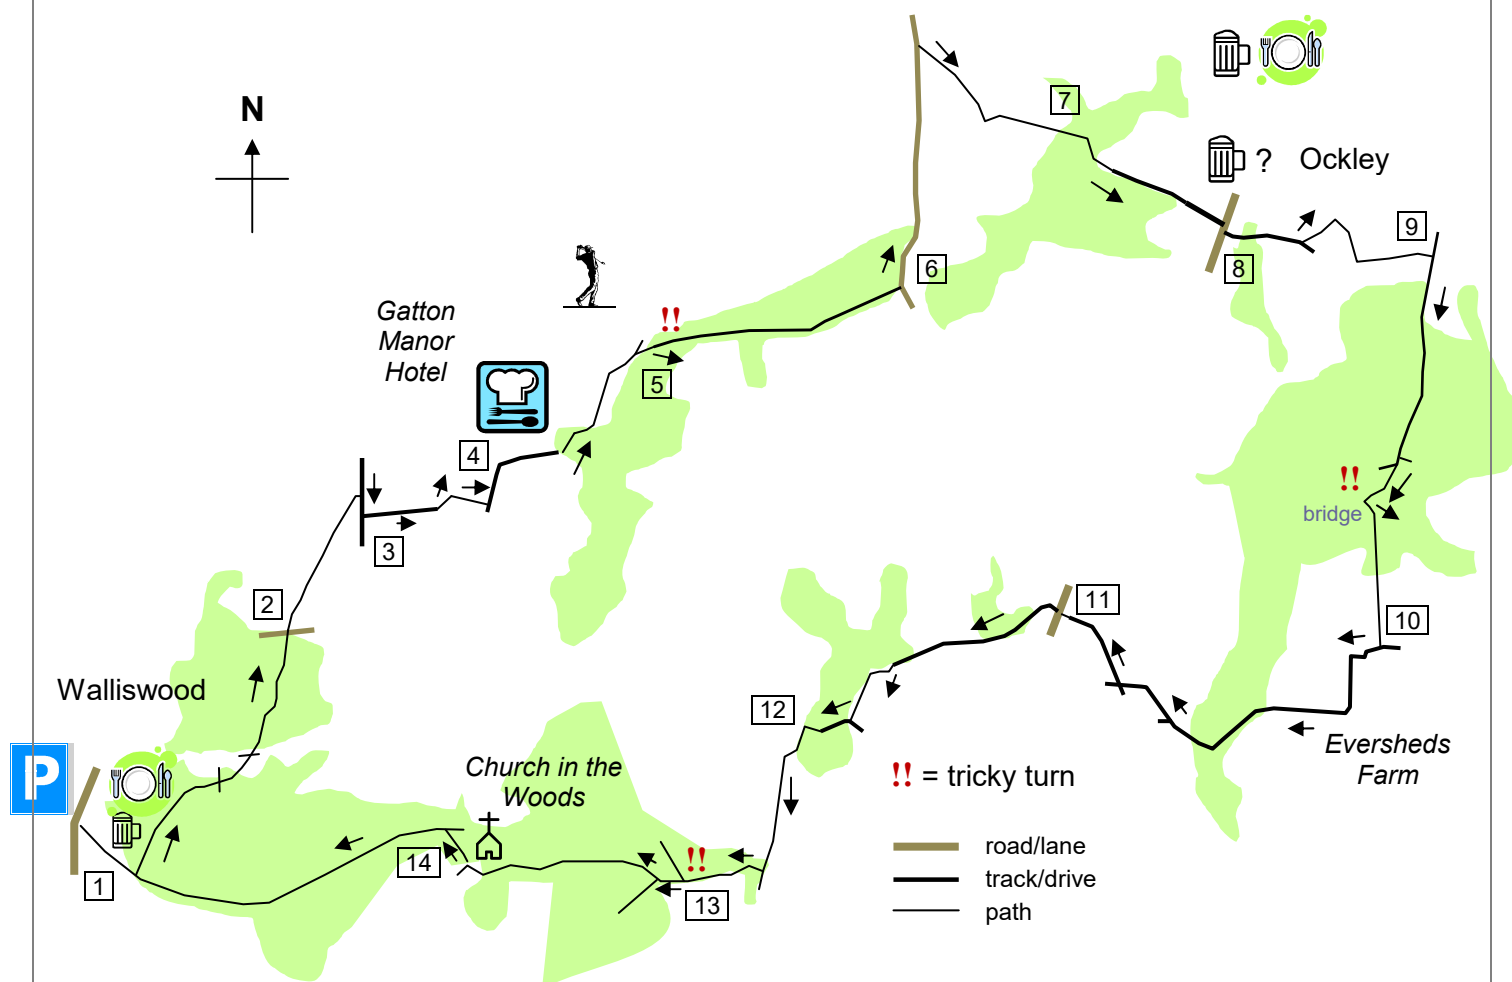 N
7
? Ockley
9
8
6
Gatton
Manor
Hotel
!!
5
4
!!
bridge
3
2
11
10
Walliswood
12
P
Church in the
Woods
Eversheds
Farm
!! = tricky turn
road/lane
track/drive
path
!!
14
13
1